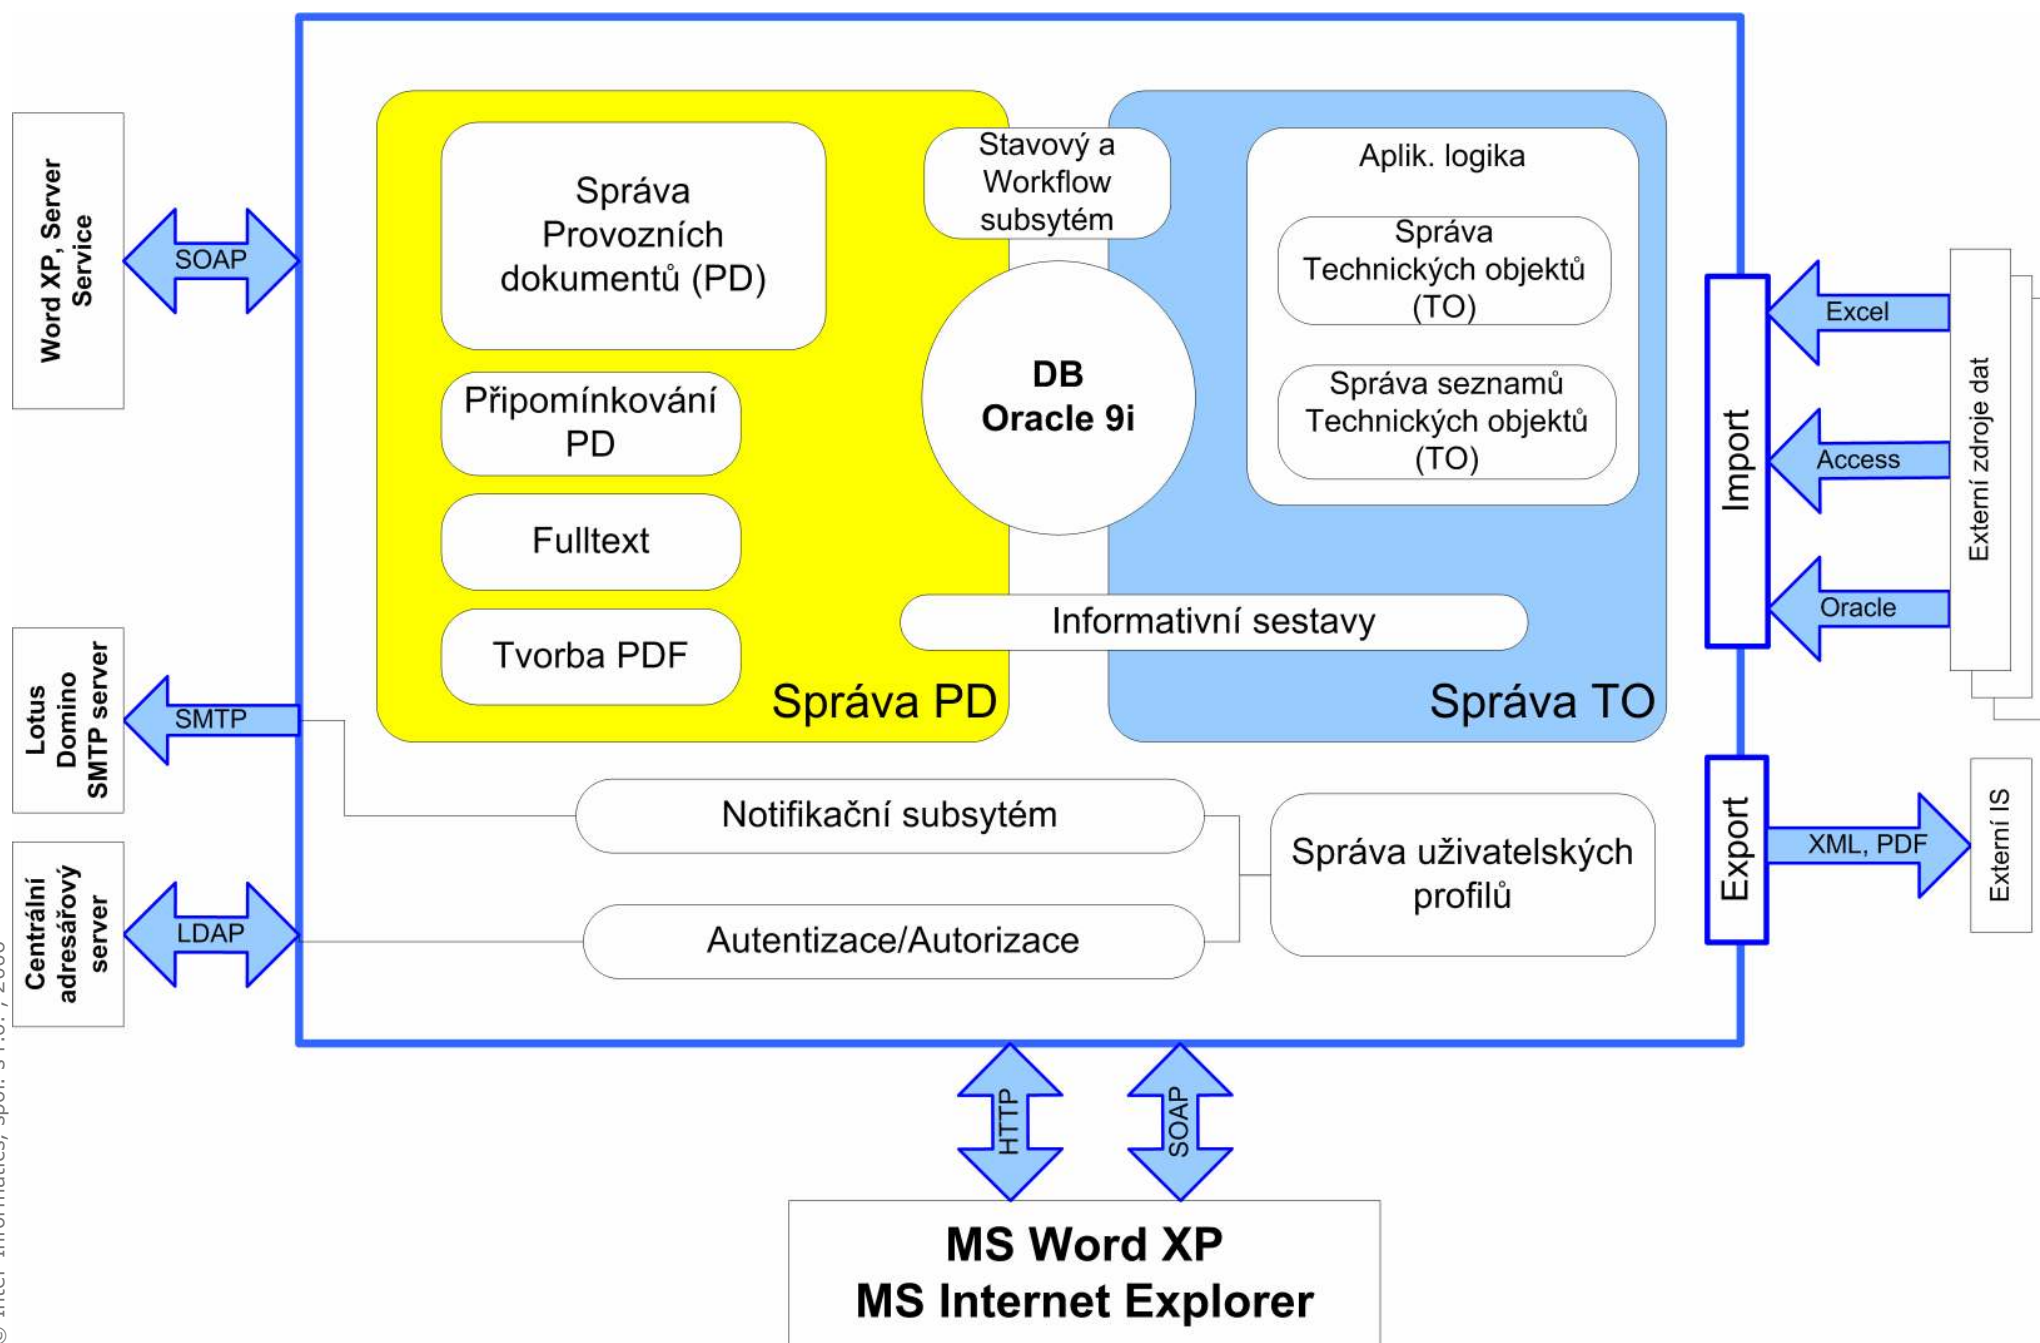 Word XP, Server
Service
SOAP
Lotus
Domino
SMTP server
SMTP
Centrální
adresářový
server
LDAP
Správa
Provozních
dokumentů (PD)
Připomínkování
PD
Fulltext
Tvorba PDF
Správa PD
Stavový a
Workflow
subsytém
DB
Oracle 9i
Informativní sestavy
Aplik. logika
Správa
Technických objektů
(TO)
Správa seznamů
Technických objektů
(TO)
Správa TO
Notifikační subsytém
Autentizace/Autorizace
Správa uživatelských
profilů
Import
Excel
Access
Oracle
Externí zdroje dat
Export
XML, PDF
Externí IS
HTTP
SOAP
MS Word XP
MS Internet Explorer
© Inter Informatics, spol. s r.o.,